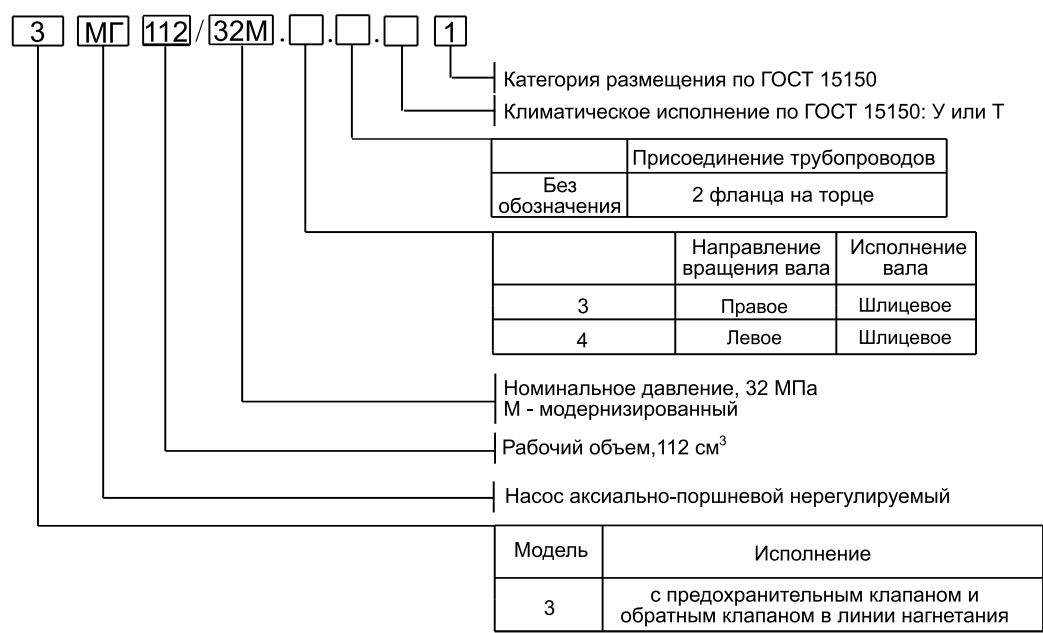 3 МГ 112 / 32М . . . 1
Категория размещения по ГОСТ 15150
Климатическое исполнение по ГОСТ 15150: У или Т
Присоединение трубопроводов
Без
обозначения
2 фланца на торце
Направление
вращения вала
Исполнение
вала
3 Правое Шлицевое
4 Левое Шлицевое
Номинальное давление, 32 МПа
М - модернизированный
Рабочий объем,112 см³
Насос аксиально-поршневой нерегулируемый
Модель Исполнение
3
с предохранительным клапаном и
обратным клапаном в линии нагнетания